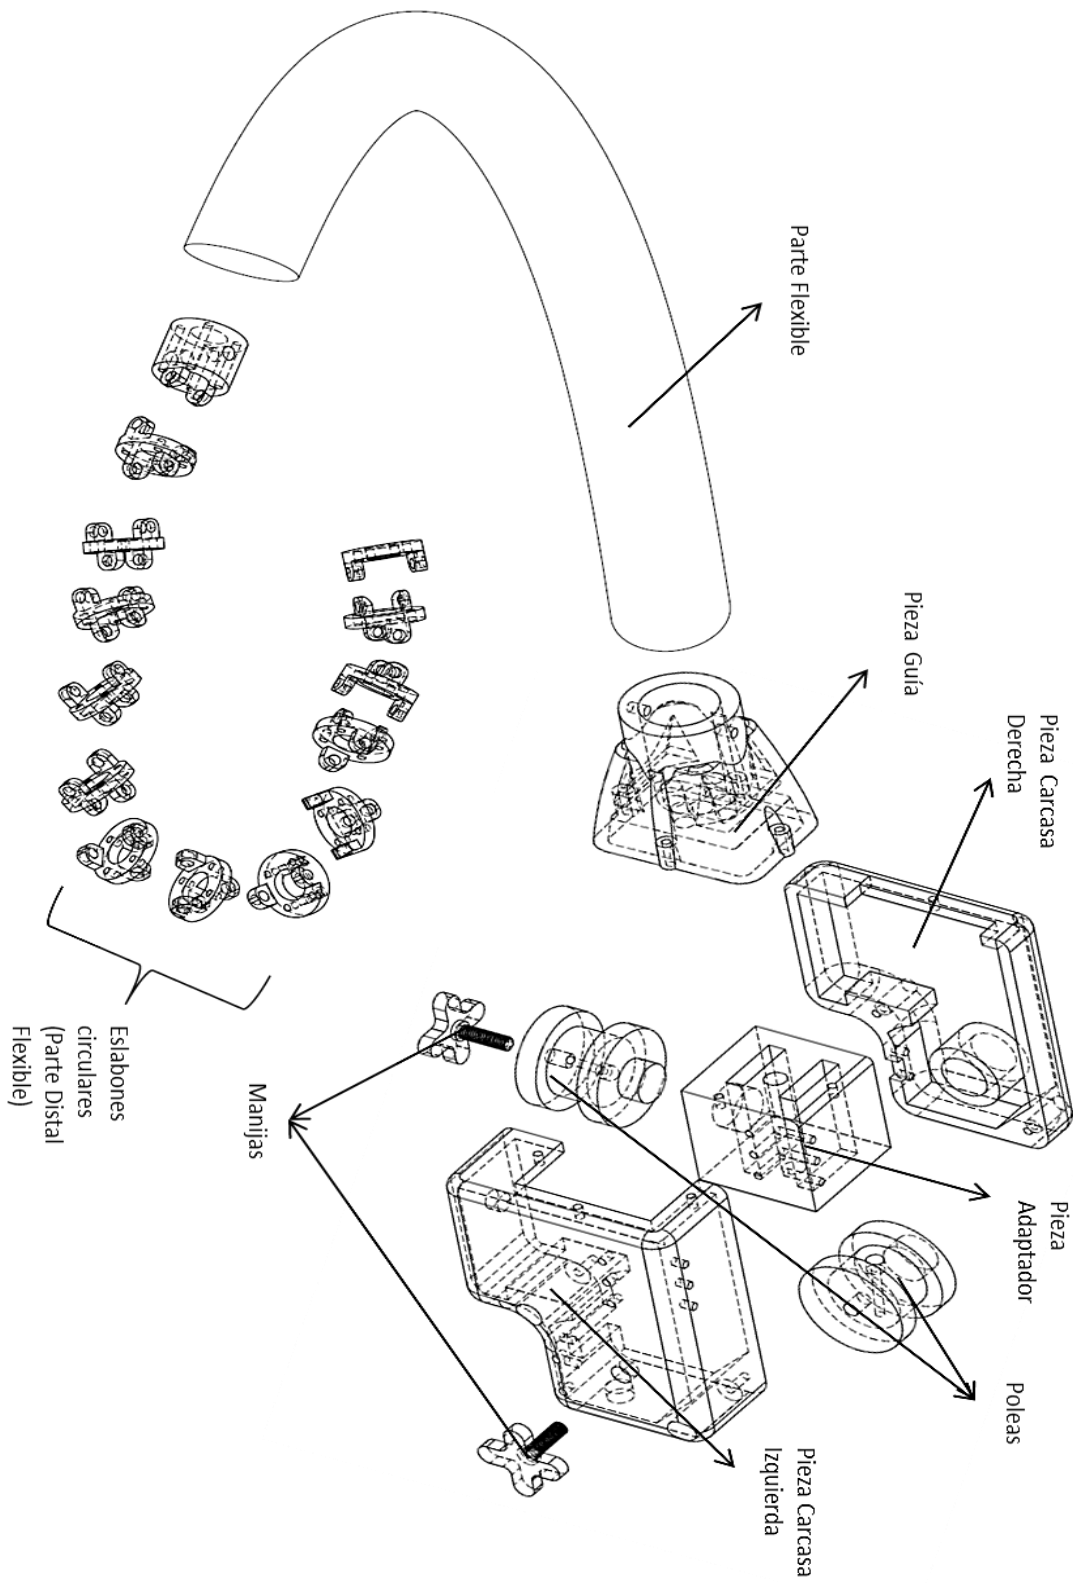 Parte Flexible
Pieza Guía
Pieza Carcasa
Derecha
Pieza
Adaptador
Poleas
Pieza Carcasa
Izquierda
Manijas
Eslabones
circulares
(Parte Distal
Flexible)